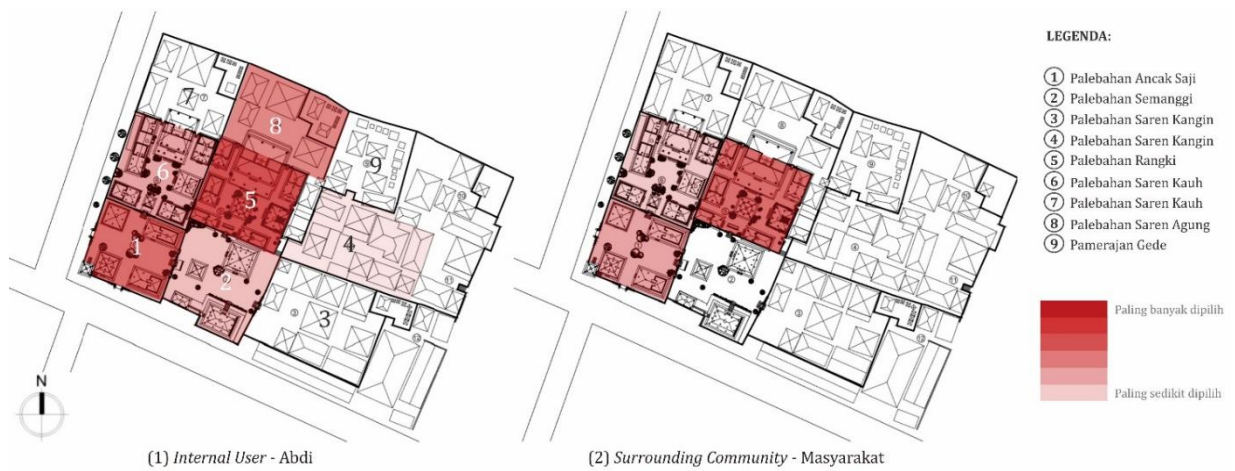 7
8
9
6
5
4
1
2
3
N
(1) Internal User - Abdi
(2) Surrounding Community - Masyarakat
LEGENDA:
1 Palebahan Ancak Saji
2 Palebahan Semanggi
3 Palebahan Saren Kangin
4 Palebahan Saren Kangin
5 Palebahan Rangki
6 Palebahan Saren Kauh
7 Palebahan Saren Kauh
8 Palebahan Saren Agung
9 Pamerajan Gede
Paling banyak dipilih
Paling sedikit dipilih